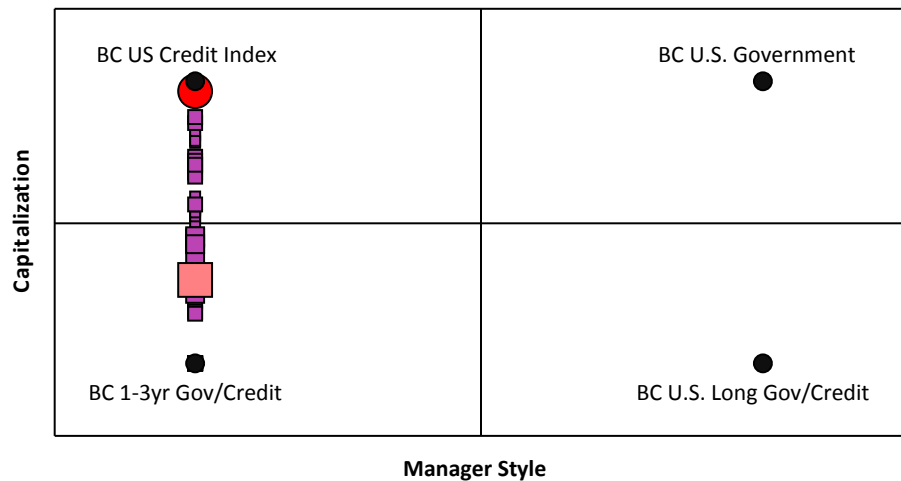 BC US Credit Index
BC U.S. Government
Capitalization
BC 1-3yr Gov/Credit
BC U.S. Long Gov/Credit
Manager Style